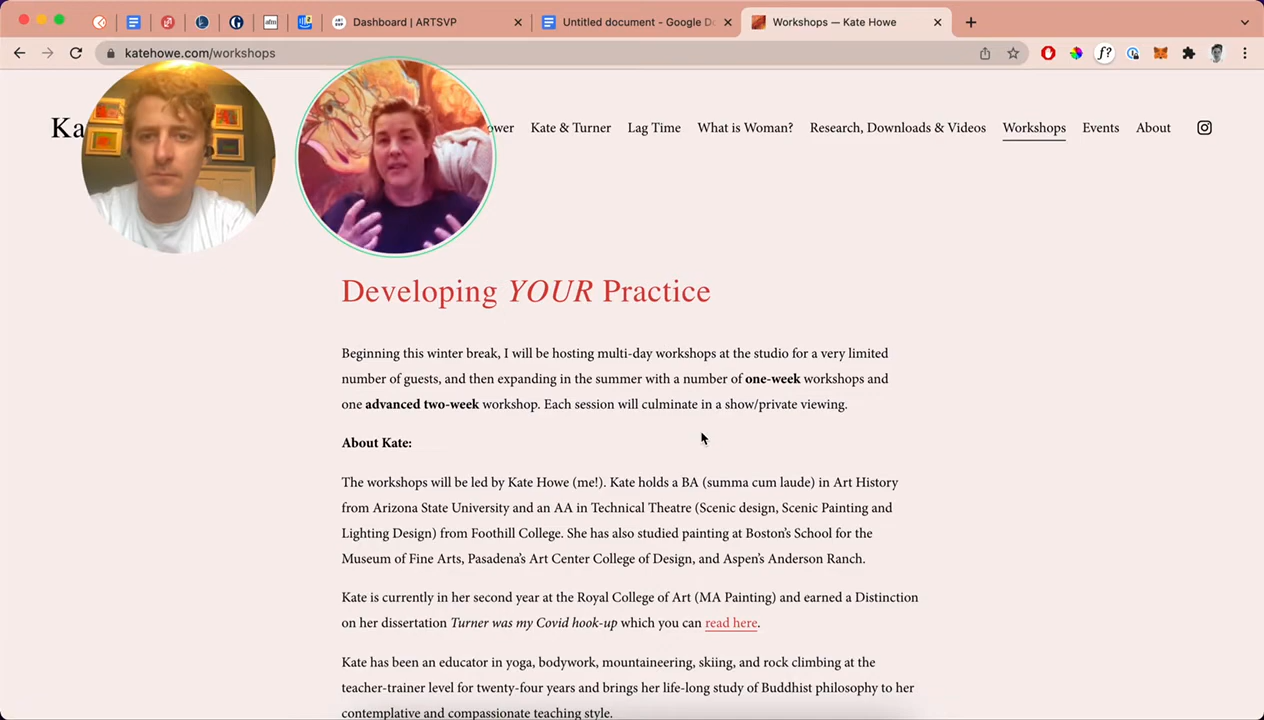 afm
Dashboard | ARTSVP
Untitled document - Google Do
Workshops — Kate Howe
katehowe.com/workshops
f?
Ka
ower
Kate & Turner
Lag Time
What is Woman?
Research, Downloads & Videos
Workshops
Events
About
Developing YOUR Practice
Beginning this winter break, I will be hosting multi-day workshops at the studio for a very limited
number of guests, and then expanding in the summer with a number of one-week workshops and
one advanced two-week workshop. Each session will culminate in a show/private viewing.
About Kate:
The workshops will be led by Kate Howe (me!). Kate holds a BA (summa cum laude) in Art History
from Arizona State University and an AA in Technical Theatre (Scenic design, Scenic Painting and
Lighting Design) from Foothill College. She has also studied painting at Boston’s School for the
Museum of Fine Arts, Pasadena’s Art Center College of Design, and Aspen’s Anderson Ranch.
Kate is currently in her second year at the Royal College of Art (MA Painting) and earned a Distinction
on her dissertation Turner was my Covid hook-up which you can read here.
Kate has been an educator in yoga, bodywork, mountaineering, skiing, and rock climbing at the
teacher-trainer level for twenty-four years and brings her life-long study of Buddhist philosophy to her
contemplative and compassionate teaching style.